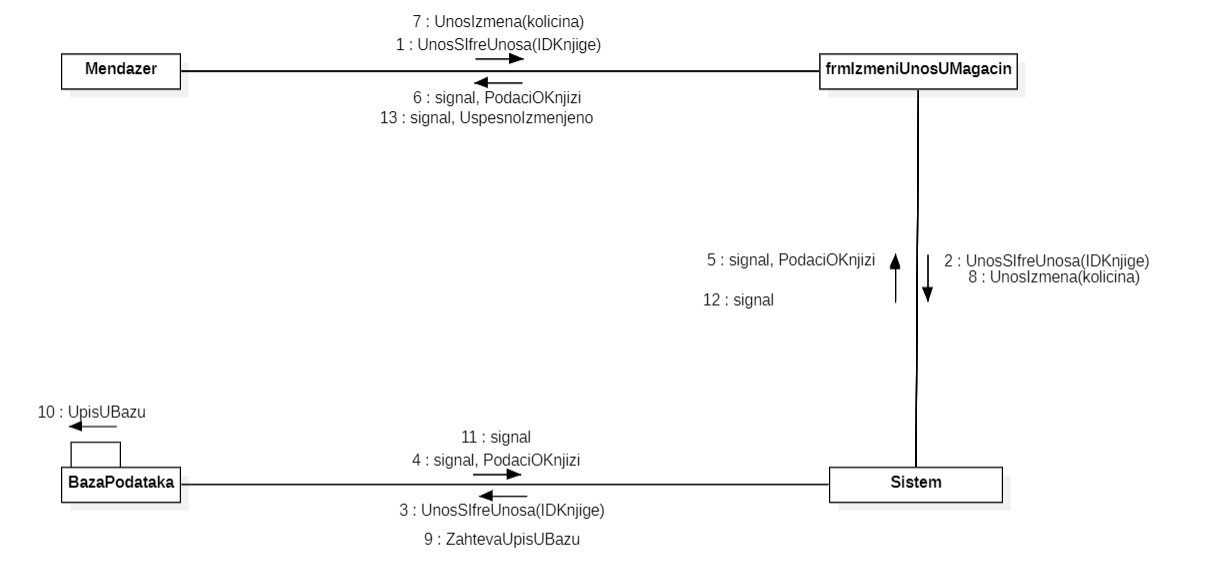 7 : UnosIzmena(kolicina)
1 : UnosSIfreUnosa(IDKnjige)
Mendazer
frmIzmeniUnosUMagacin
6 : signal, PodaciOKnjizi
13 : signal, UspesnoIzmenjeno
5 : signal, PodaciOKnjizi
2 : UnosSIfreUnosa(IDKnjige)
8 : UnosIzmena(kolicina)
12 : signal
10 : UpisUBazu
11 : signal
4 : signal, PodaciOKnjizi
BazaPodataka
Sistem
3 : UnosSIfreUnosa(IDKnjige)
9 : ZahtevaUpisUBazu